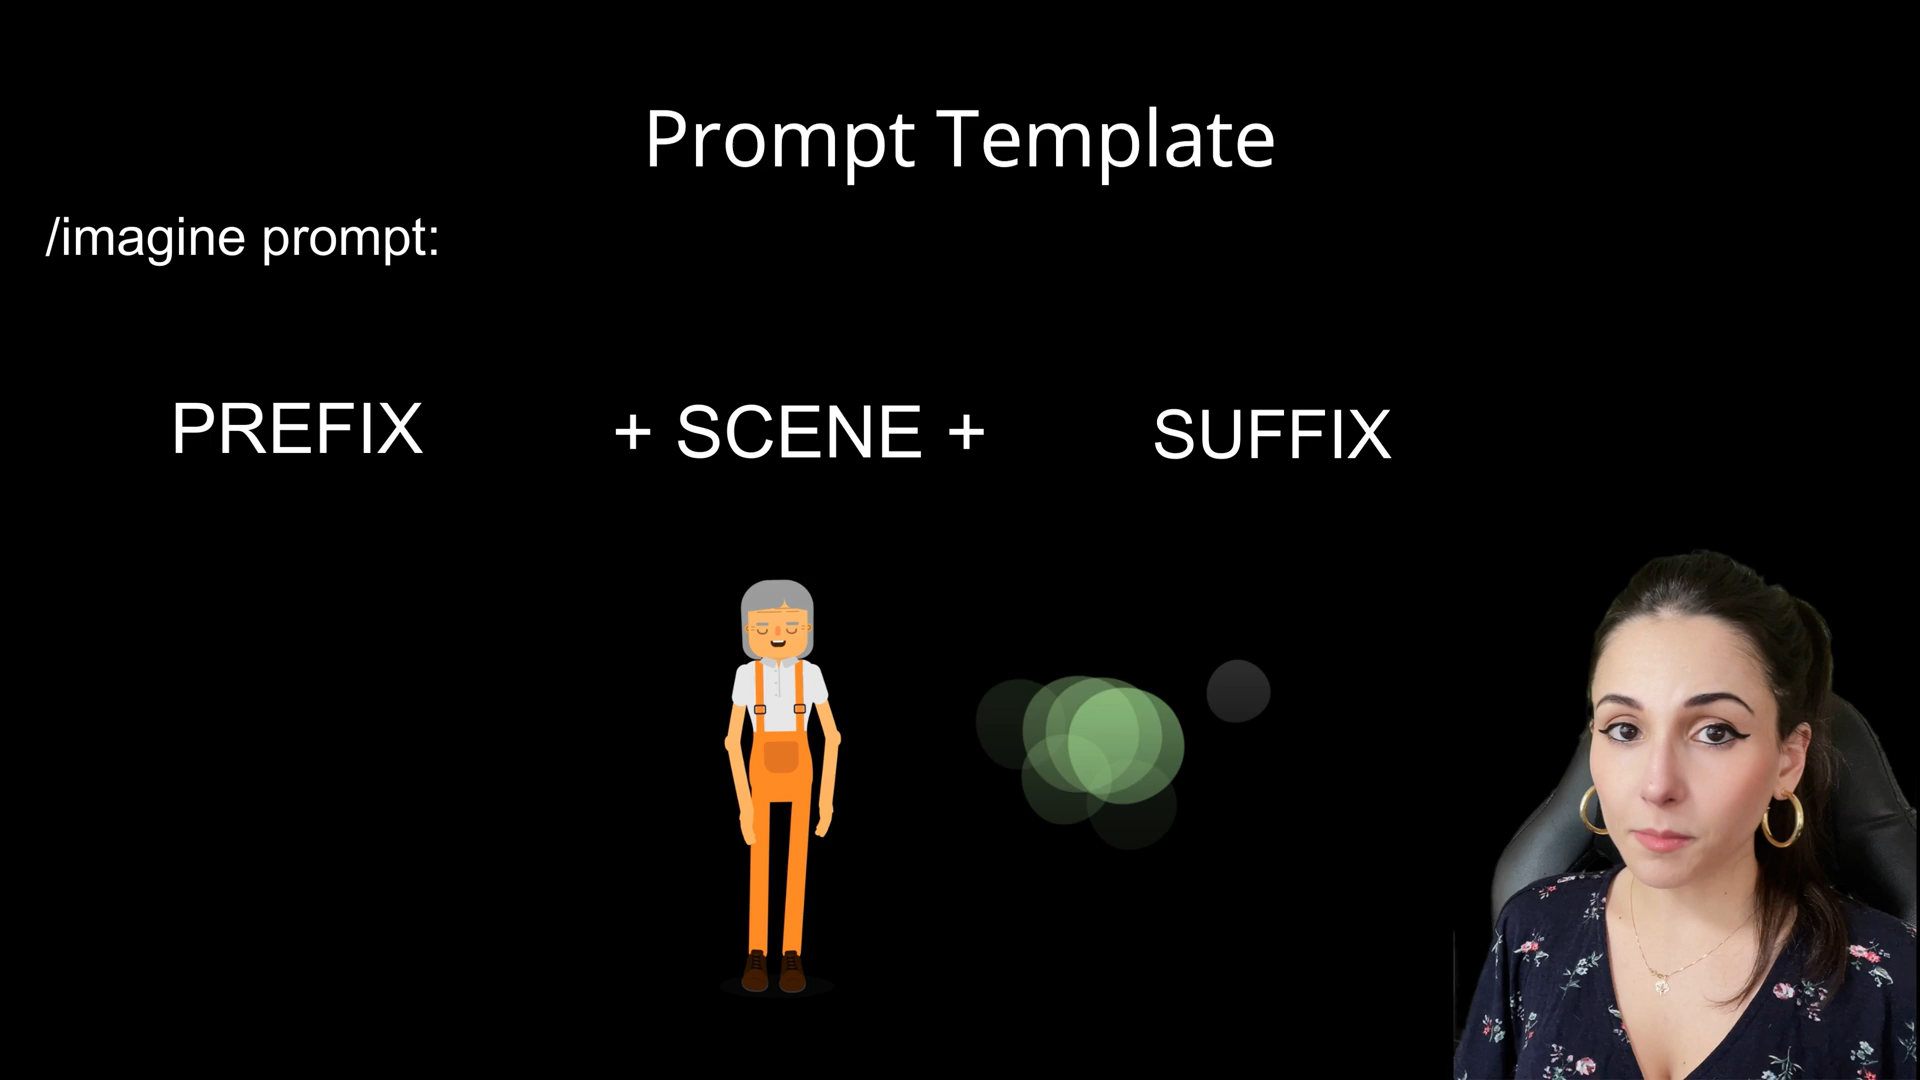 Prompt Template
/imagine prompt:
PREFIX + SCENE + SUFFIX